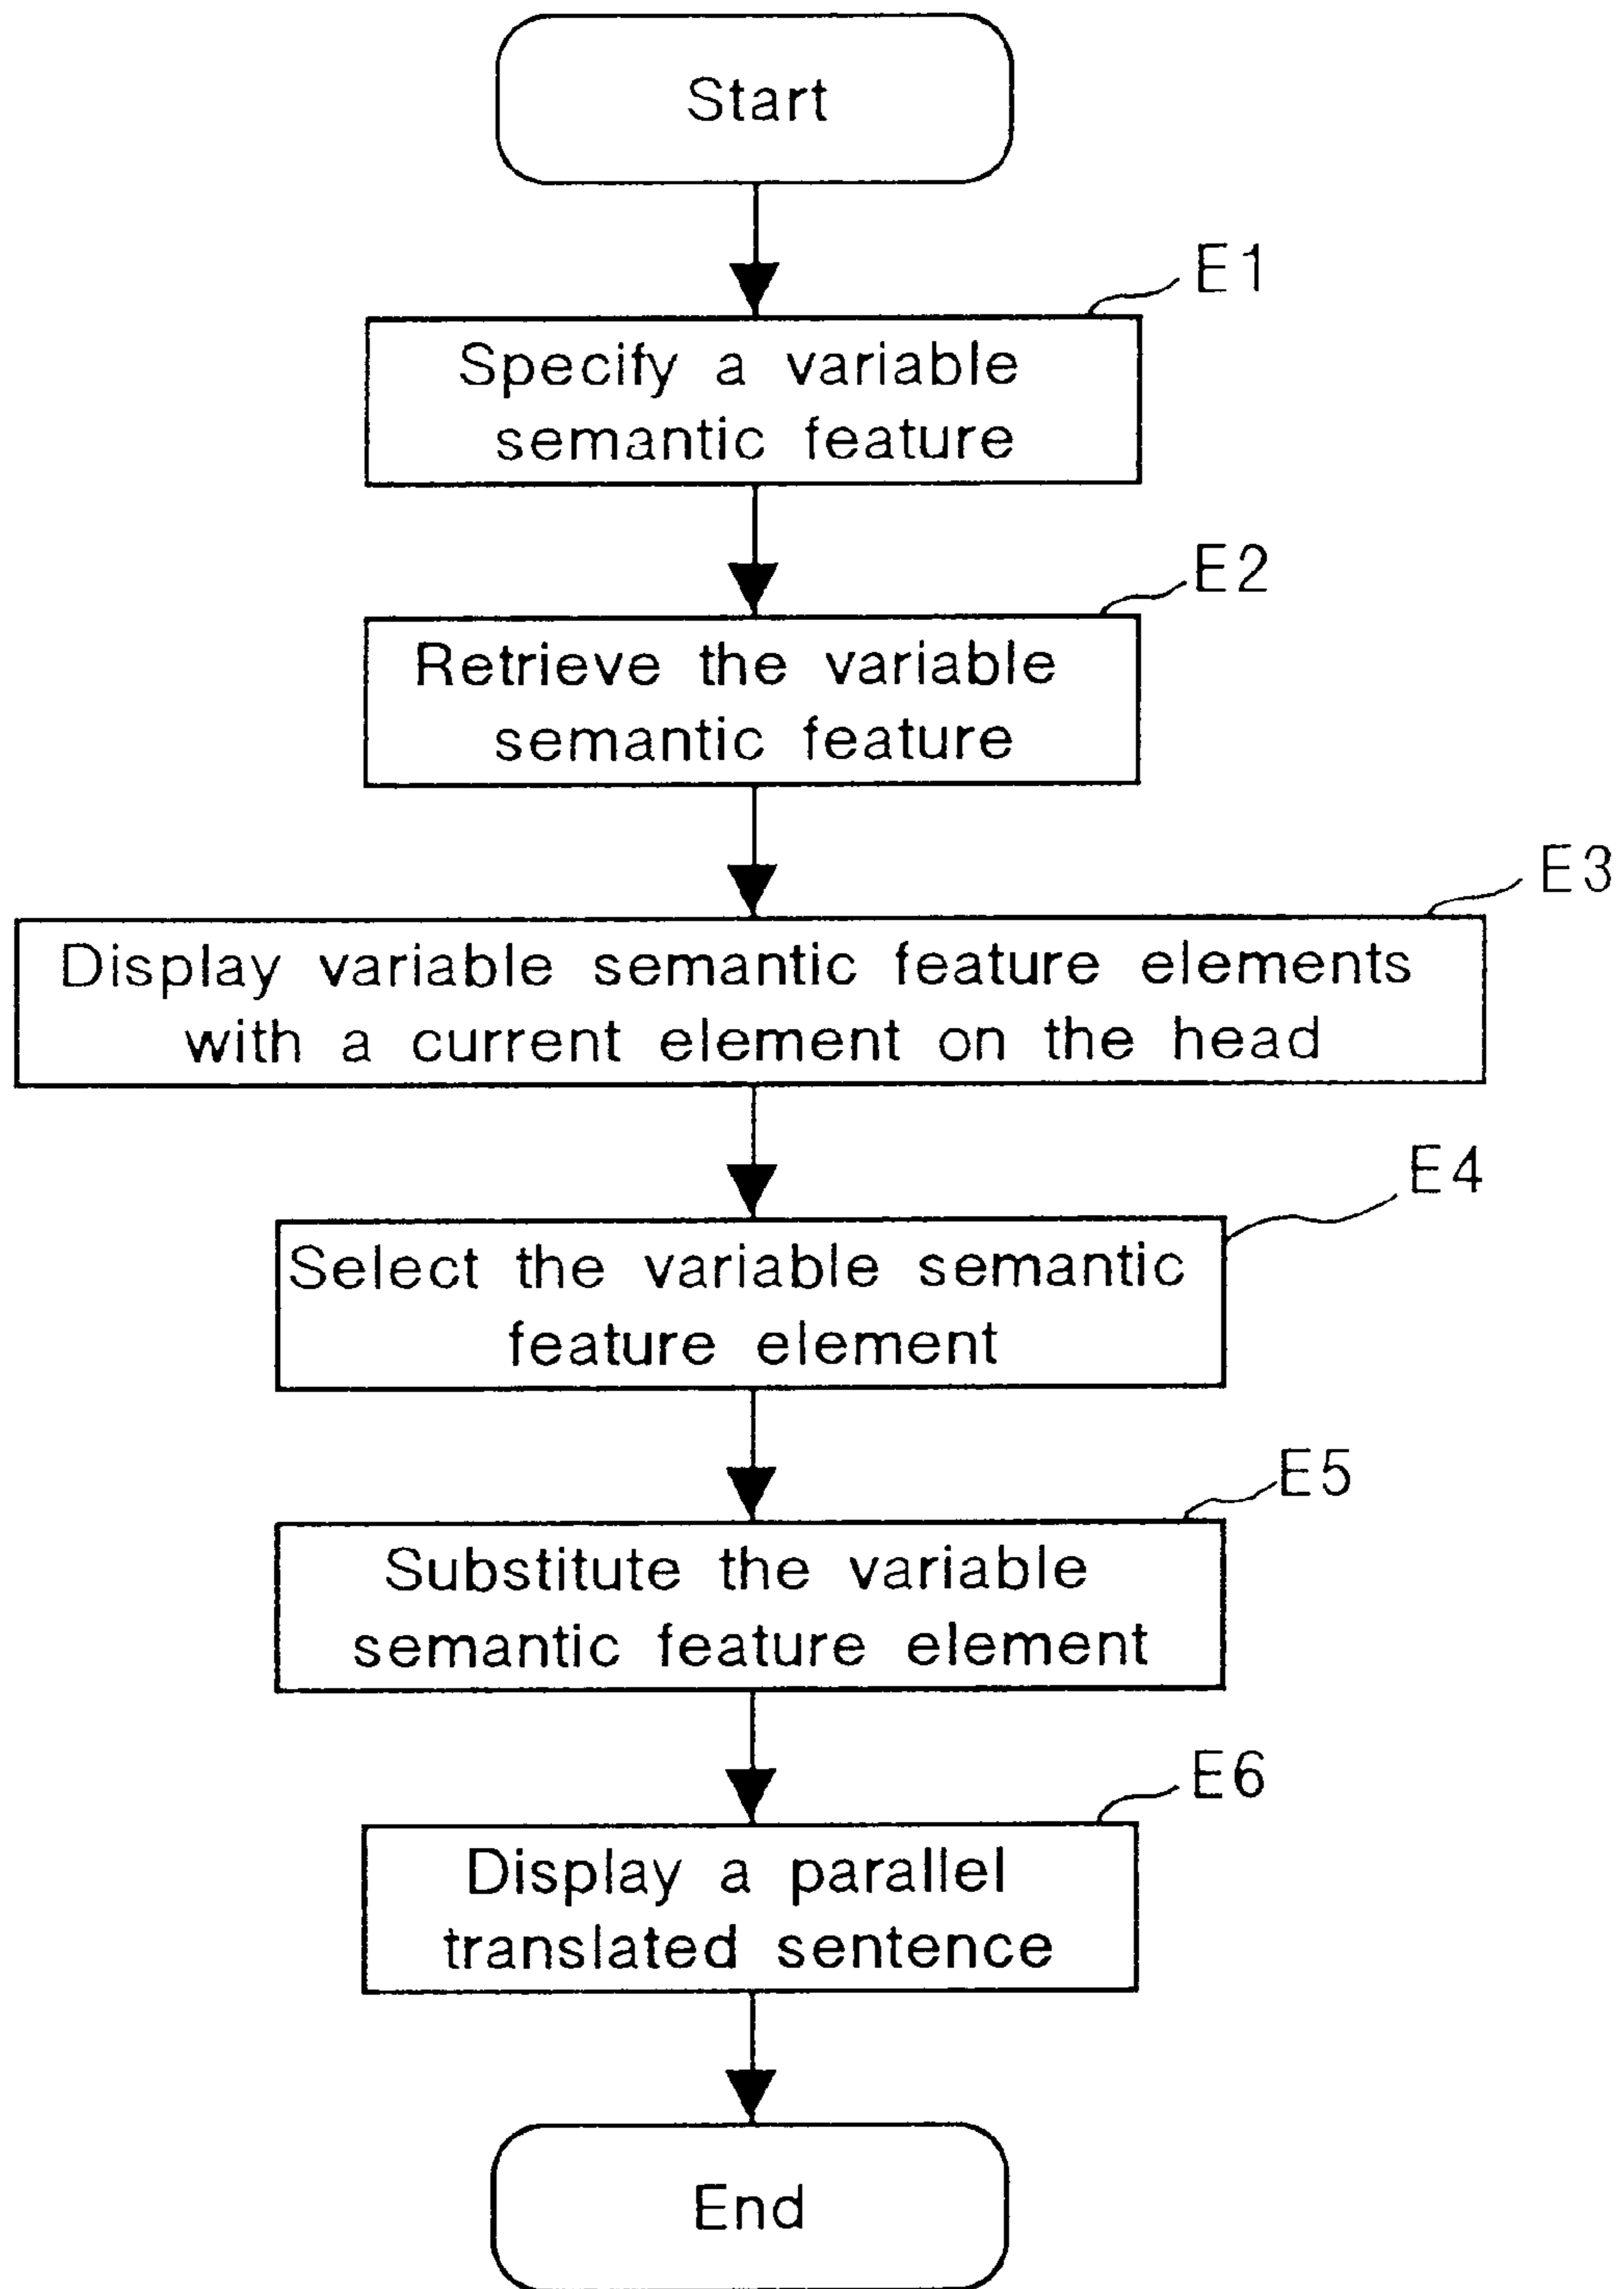 Start
E1
Specify a variable
semantic feature
E2
Retrieve the variable
semantic feature
E3
Display variable semantic feature elements
with a current element on the head
E4
Select the variable semantic
feature element
E5
Substitute the variable
semantic feature element
E6
Display a parallel
translated sentence
End